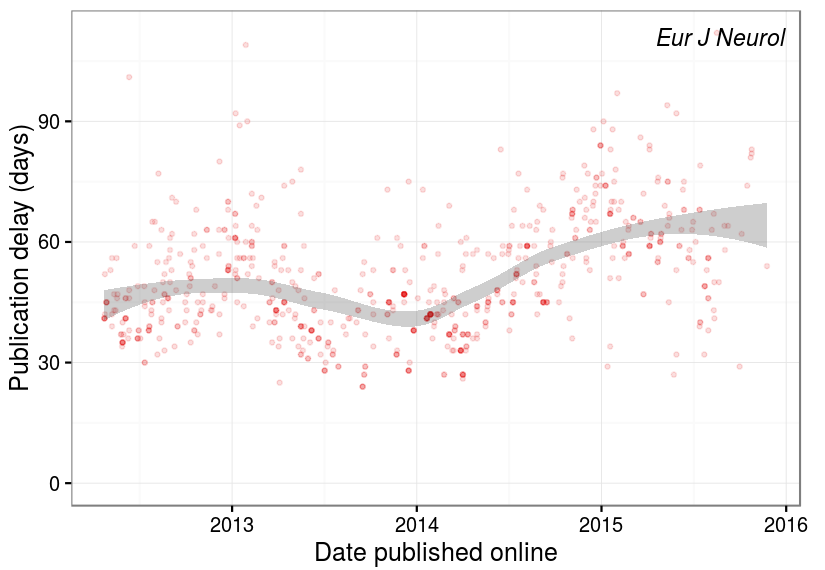 Eur J Neurol
Publication delay (days)
90
60
30
0
2013 2014 2015 2016
Date published online